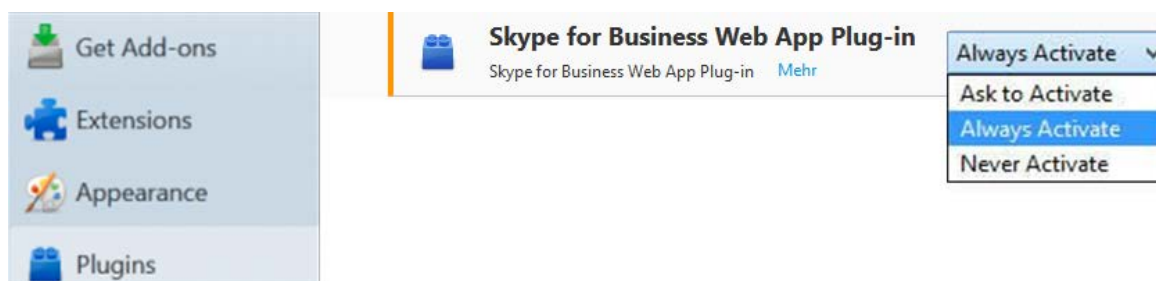 Get Add-ons
Extensions
Appearance
Plugins
Skype for Business Web App Plug-in
Skype for Business Web App Plug-in Mehr
Always Activate
Ask to Activate
Always Activate
Never Activate